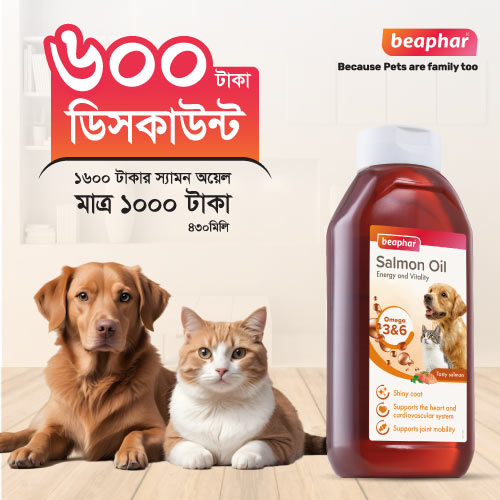 ৬০০ টাকা
ডিসকাউন্ট
১৬০০ টাকার স্যামন অয়েল
মাত্র ১০০০ টাকা
৪৩০মিলি
beaphar
Because Pets are family too
beaphar
Salmon Oil
Energy and Vitality
Omega
3&6
Tasty salmon
Shiny coat
Supports the heart and
cardiovascular system
Supports joint mobility